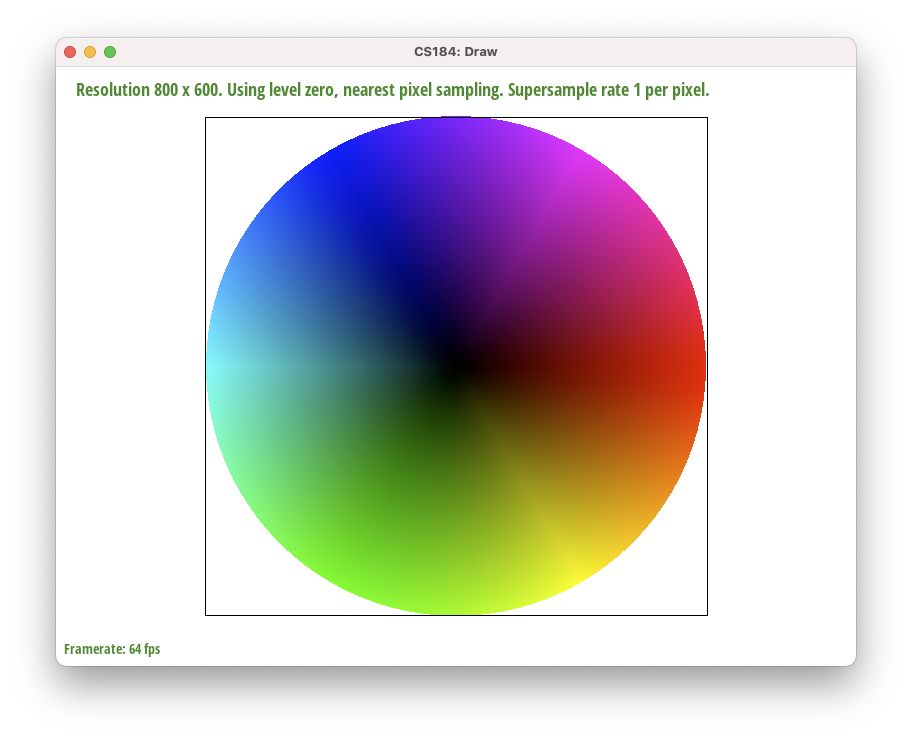 CS184: Draw
Resolution 800 x 600. Using level zero, nearest pixel sampling. Supersample rate 1 per pixel.
Framerate: 64 fps